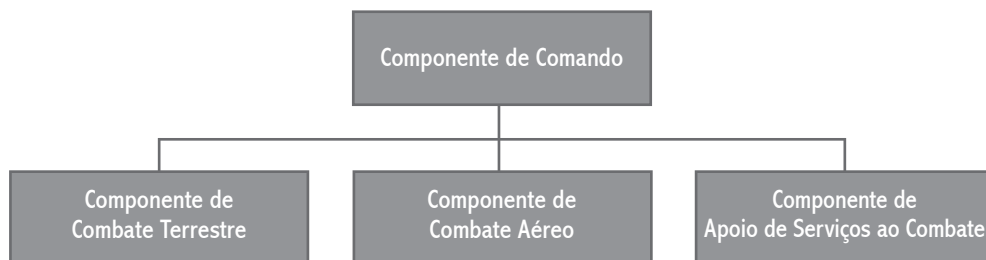 Componente de Comando
Componente de
Combate Terrestre
Componente de
Combate Aéreo
Componente de
Apoio de Serviços ao Combate